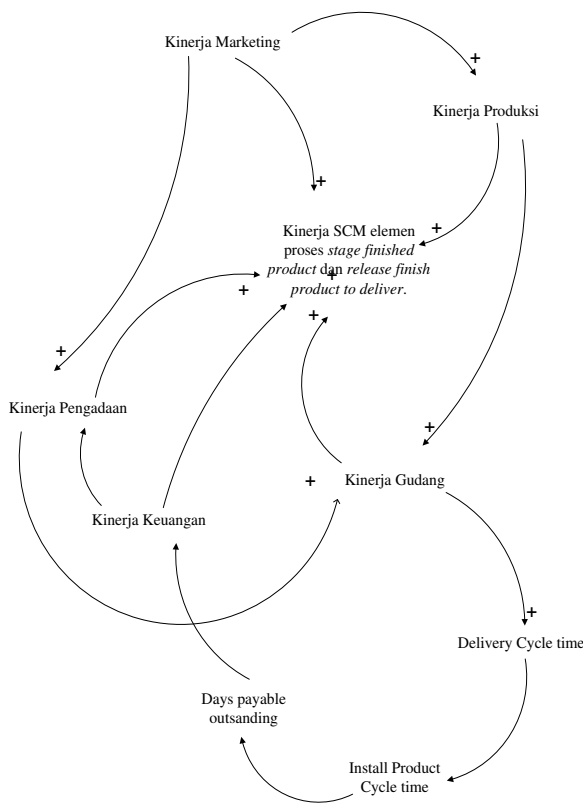 Kinerja Marketing
+
Kinerja Produksi
+
+
Kinerja SCM elemen
proses stage finished
product dan release finish
+
product to deliver.
+
+
+
Kinerja Pengadaan
+
+
Kinerja Gudang
Kinerja Keuangan
+
Delivery Cycle time
Days payable
outsanding
Install Product
Cycle time